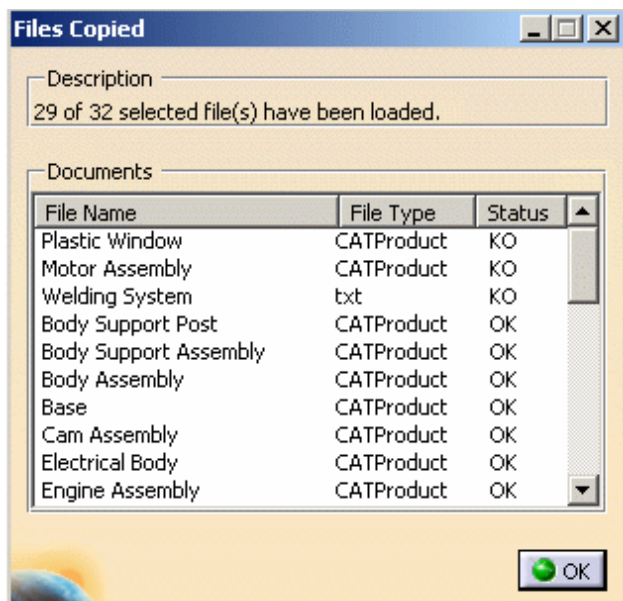 Files Copied
Description
29 of 32 selected file(s) have been loaded.
Documents
File Name File Type Status
Plastic Window CATProduct KO
Motor Assembly CATProduct KO
Welding System txt KO
Body Support Post CATProduct OK
Body Support Assembly CATProduct OK
Body Assembly CATProduct OK
Base CATProduct OK
Cam Assembly CATProduct OK
Electrical Body CATProduct OK
Engine Assembly CATProduct OK
OK